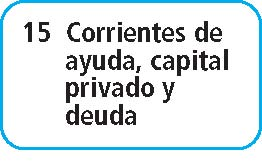 15 Corrientes de
ayuda, capital
privado y
deuda